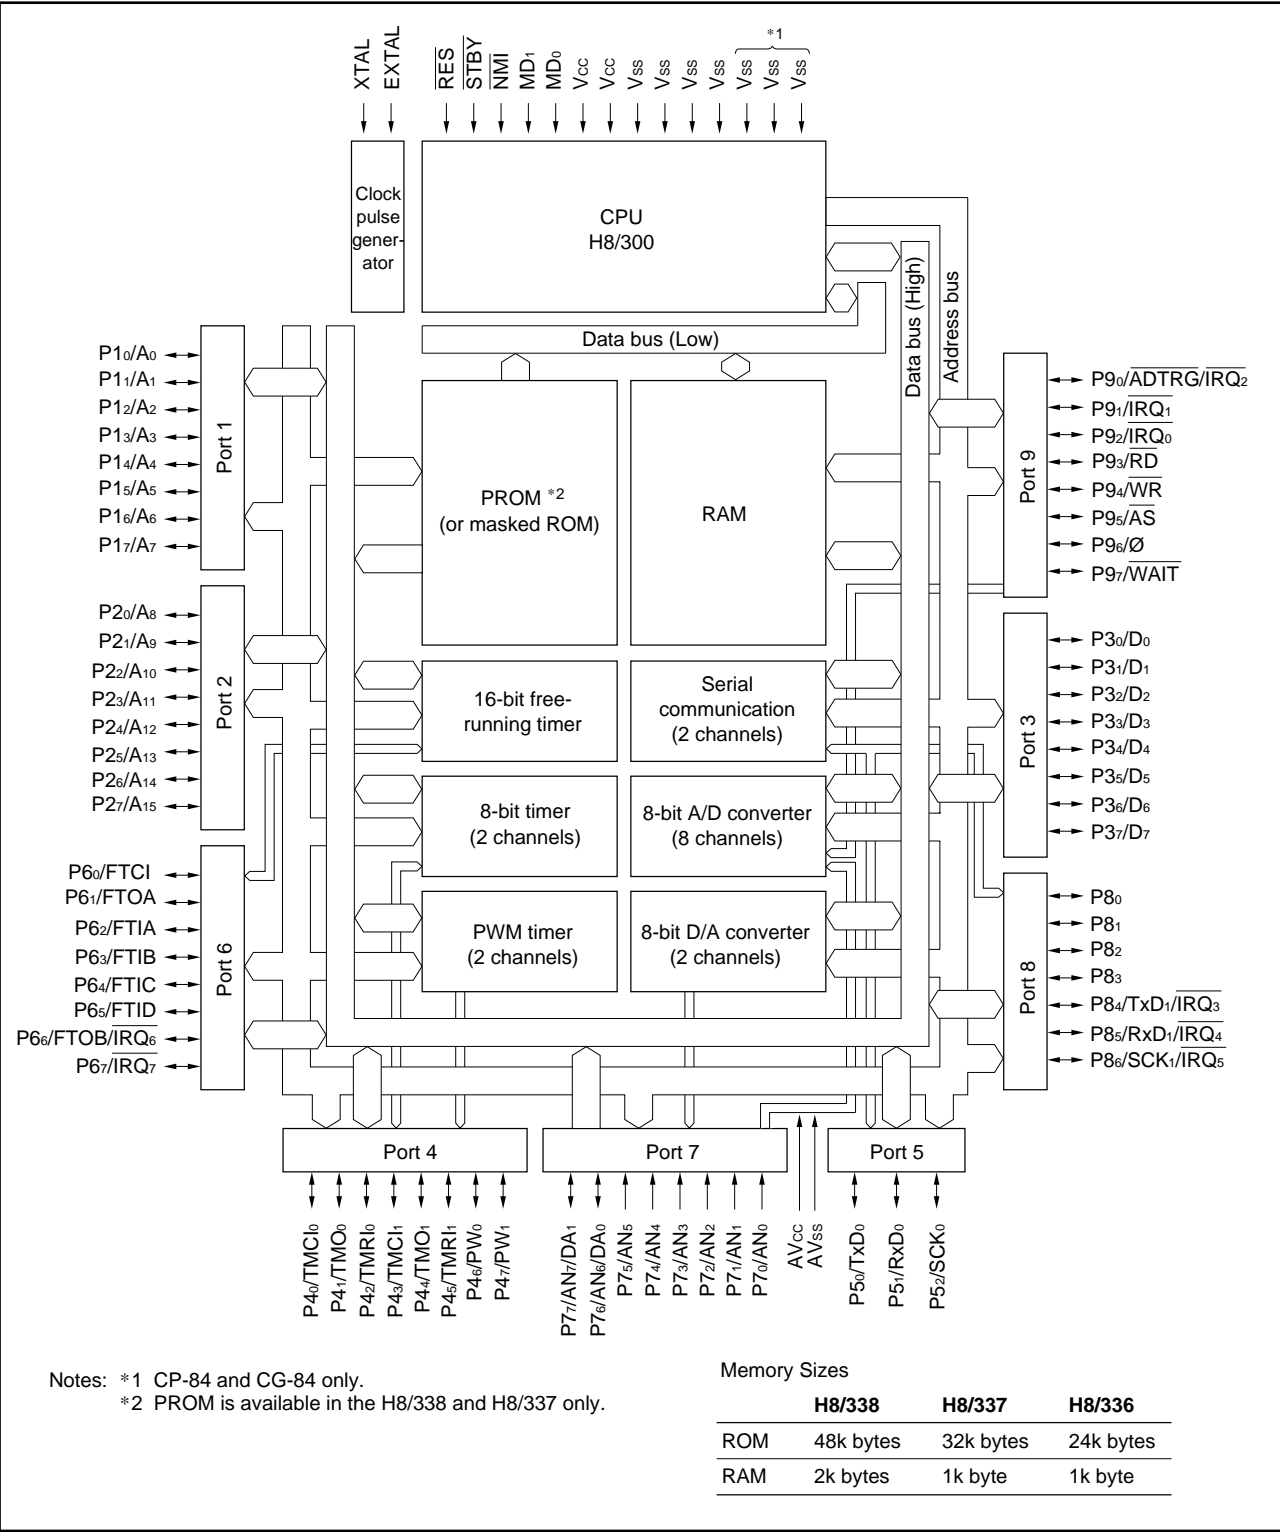 *1
XTAL
EXTAL
RES
STBY
NMI
MD1
MD0
VCC
VCC
VSS
VSS
VSS
VSS
VSS
VSS
VSS
Clock
pulse
gener-
ator
CPU
H8/300
Data bus (Low)
Data bus (High)
Address bus
P10/A0
P11/A1
P12/A2
P13/A3
P14/A4
P15/A5
P16/A6
P17/A7
Port 1
PROM *2
(or masked ROM)
RAM
Port 9
P90/ADTRG/IRQ2
P91/IRQ1
P92/IRQ0
P93/RD
P94/WR
P95/AS
P96/Ø
P97/WAIT
P20/A8
P21/A9
P22/A10
P23/A11
P24/A12
P25/A13
P26/A14
P27/A15
Port 2
16-bit free-
running timer
Serial
communication
(2 channels)
Port 3
P30/D0
P31/D1
P32/D2
P33/D3
P34/D4
P35/D5
P36/D6
P37/D7
8-bit timer
(2 channels)
8-bit A/D converter
(8 channels)
P60/FTCI
P61/FTOA
P62/FTIA
P63/FTIB
P64/FTIC
P65/FTID
P66/FTOB/IRQ6
P67/IRQ7
Port 6
PWM timer
(2 channels)
8-bit D/A converter
(2 channels)
Port 8
P80
P81
P82
P83
P84/TxD1/IRQ3
P85/RxD1/IRQ4
P86/SCK1/IRQ5
Port 4
Port 7
Port 5
P40/TMCI0
P41/TMO0
P42/TMRI0
P43/TMCI1
P44/TMO1
P45/TMRI1
P46/PW0
P47/PW1
P77/AN7/DA1
P76/AN6/DA0
P75/AN5
P74/AN4
P73/AN3
P72/AN2
P71/AN1
P70/AN0
AVCC
AVSS
P50/TxD0
P51/RxD0
P52/SCK0
Notes: *1 CP-84 and CG-84 only.
*2 PROM is available in the H8/338 and H8/337 only.
Memory Sizes
H8/338 H8/337 H8/336
ROM 48k bytes 32k bytes 24k bytes
RAM 2k bytes 1k byte 1k byte